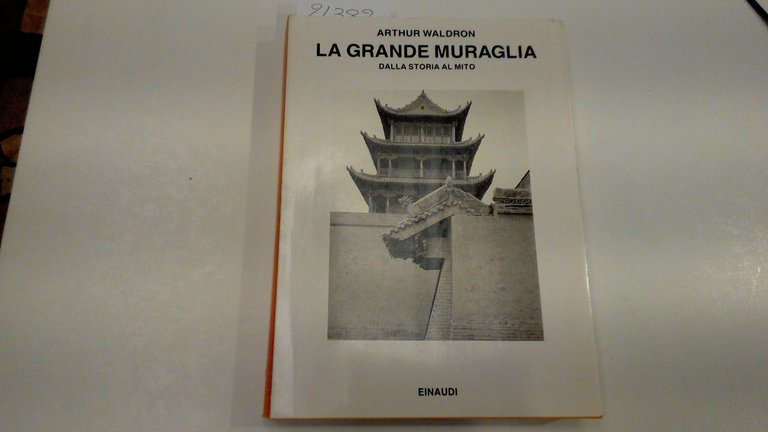 91289
ARTHUR WALDRON
LA GRANDE MURAGLIA
DALLA STORIA AL MITO
EINAUDI